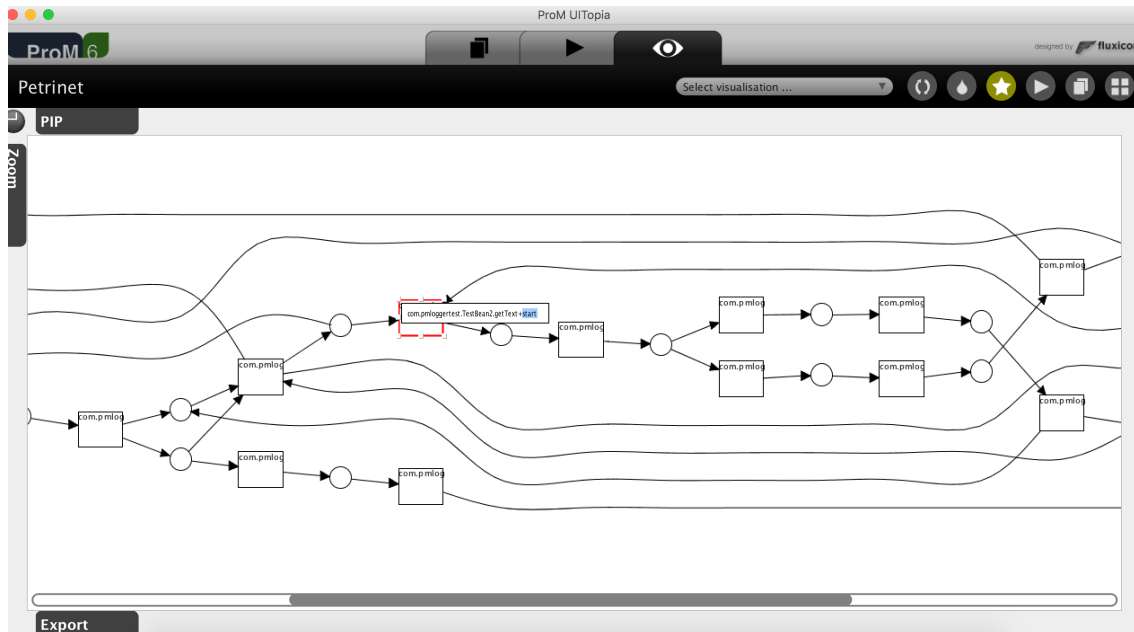 ProM UITopia
ProM 6
designed by fluxicon
Petrinet
Select visualisation ...
PIP
Zoom
com.pmlog
com.pmlog
com.pmloggertest.TestBean2.getText+start
com.pmlog
com.pmlog
com.pmlog
com.pmlog
com.pmlog
com.pmlog
com.pmlog
com.pmlog
com.pmlog
com.pmlog
Export